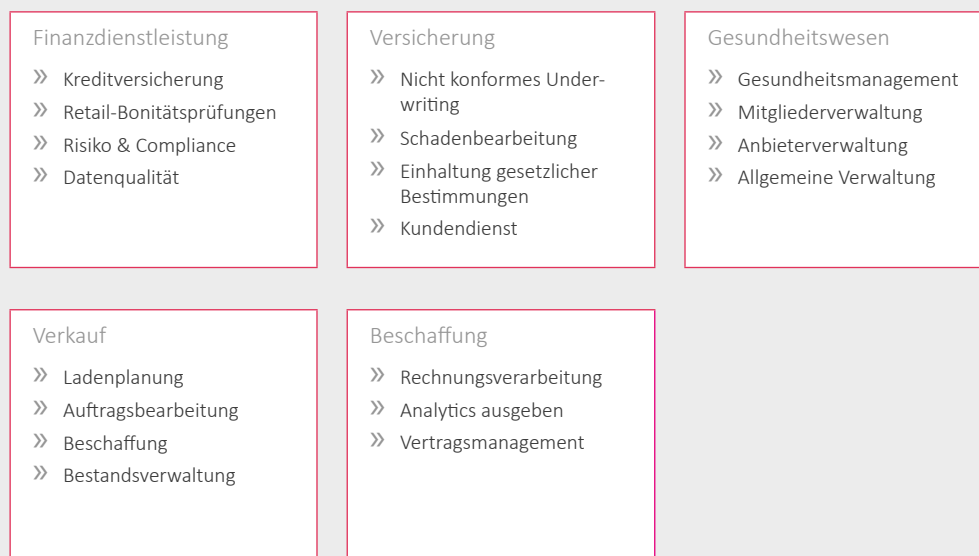 Finanzdienstleistung
» Kreditversicherung
» Retail-Bonitätsprüfungen
» Risiko & Compliance
» Datenqualität
Versicherung
» Nicht konformes Under-
writing
» Schadenbearbeitung
» Einhaltung gesetzlicher
Bestimmungen
» Kundendienst
Gesundheitswesen
» Gesundheitsmanagement
» Mitgliederverwaltung
» Anbieterverwaltung
» Allgemeine Verwaltung
Verkauf
» Ladenplanung
» Auftragsbearbeitung
» Beschaffung
» Bestandsverwaltung
Beschaffung
» Rechnungsverarbeitung
» Analytics ausgeben
» Vertragsmanagement